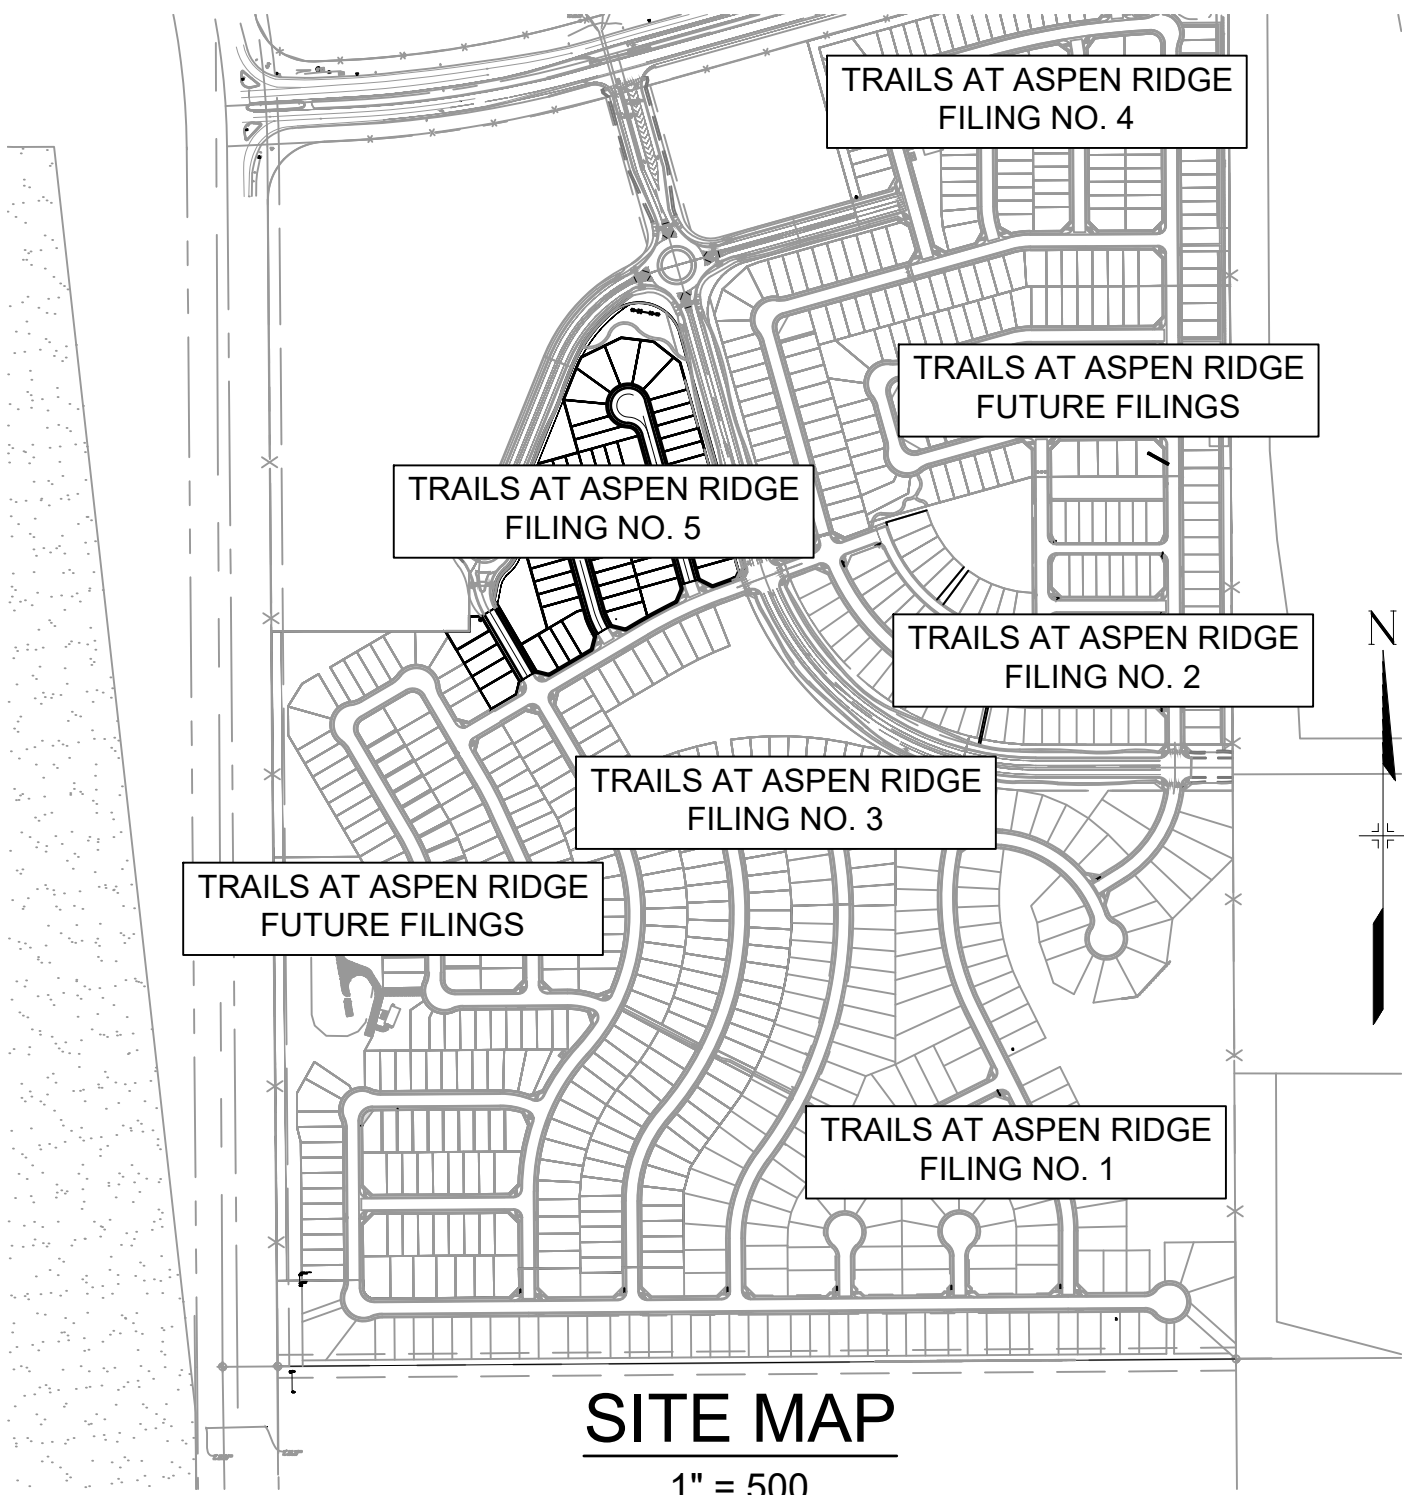 TRAILS AT ASPEN RIDGE
FILING NO. 4
TRAILS AT ASPEN RIDGE
FUTURE FILINGS
TRAILS AT ASPEN RIDGE
FILING NO. 5
TRAILS AT ASPEN RIDGE
FILING NO. 2
N
TRAILS AT ASPEN RIDGE
FILING NO. 3
TRAILS AT ASPEN RIDGE
FUTURE FILINGS
TRAILS AT ASPEN RIDGE
FILING NO. 1
SITE MAP
1" = 500